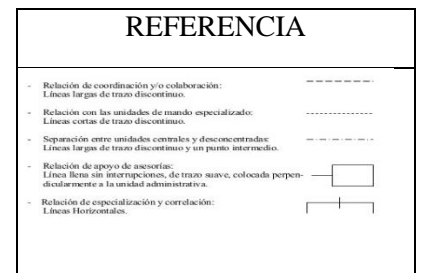 REFERENCIA
- Relación de coordinación y/o colaboración:
Líneas largas de trazo discontinuo.
- Relación con las unidades de mando especializado:
Líneas cortas de trazo discontinuo.
- Separación entre unidades centrales y desconcentradas:
Líneas largas de trazo discontinuo y un punto intermedio.
- Relación de apoyo de asesorías:
Línea llena sin interrupciones, de trazo suave, colocada perpen-
dicularmente a la unidad administrativa.
- Relación de especialización y correlación:
Líneas Horizontales.